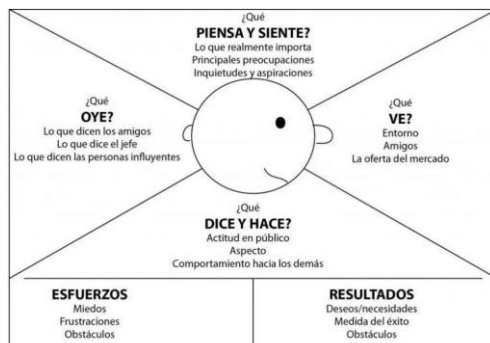 ¿Qué
PIENSA Y SIENTE?
Lo que realmente importa
Principales preocupaciones
Inquietudes y aspiraciones
¿Qué
OYE?
Lo que dicen los amigos
Lo que dice el jefe
Lo que dicen las personas influyentes
¿Qué
VE?
Entorno
Amigos
La oferta del mercado
¿Qué
DICE Y HACE?
Actitud en público
Aspecto
Comportamiento hacia los demás
ESFUERZOS
Miedos
Frustraciones
Obstáculos
RESULTADOS
Deseos/necesidades
Medida del éxito
Obstáculos